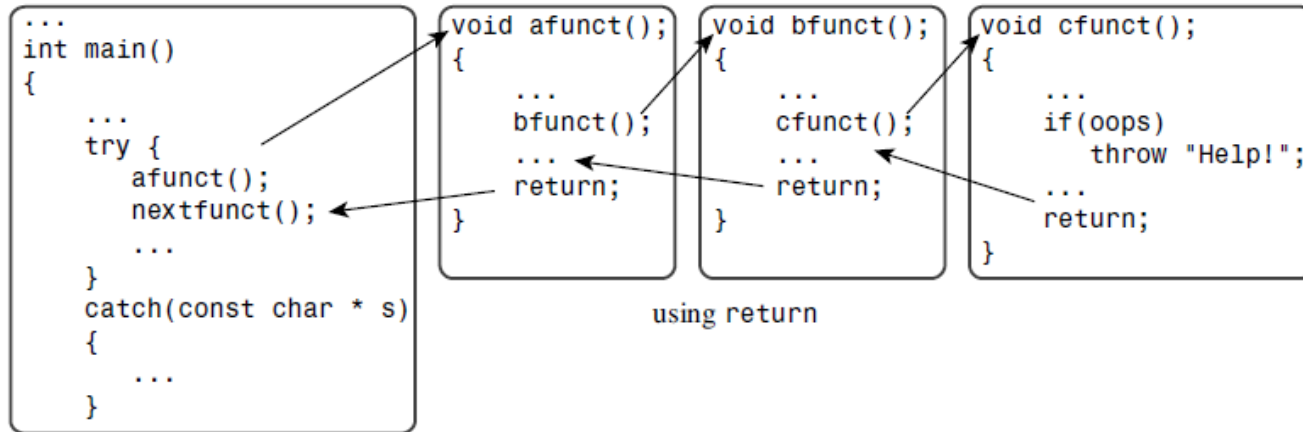 ...
int main()
{
...
try {
afunct();
nextfunct();
...
}
catch(const char * s)
{
...
}
void afunct();
{
...
bfunct();
...
return;
}
void bfunct();
{
...
cfunct();
...
return;
}
void cfunct();
{
...
if(oops)
throw "Help!";
...
return;
}
using return